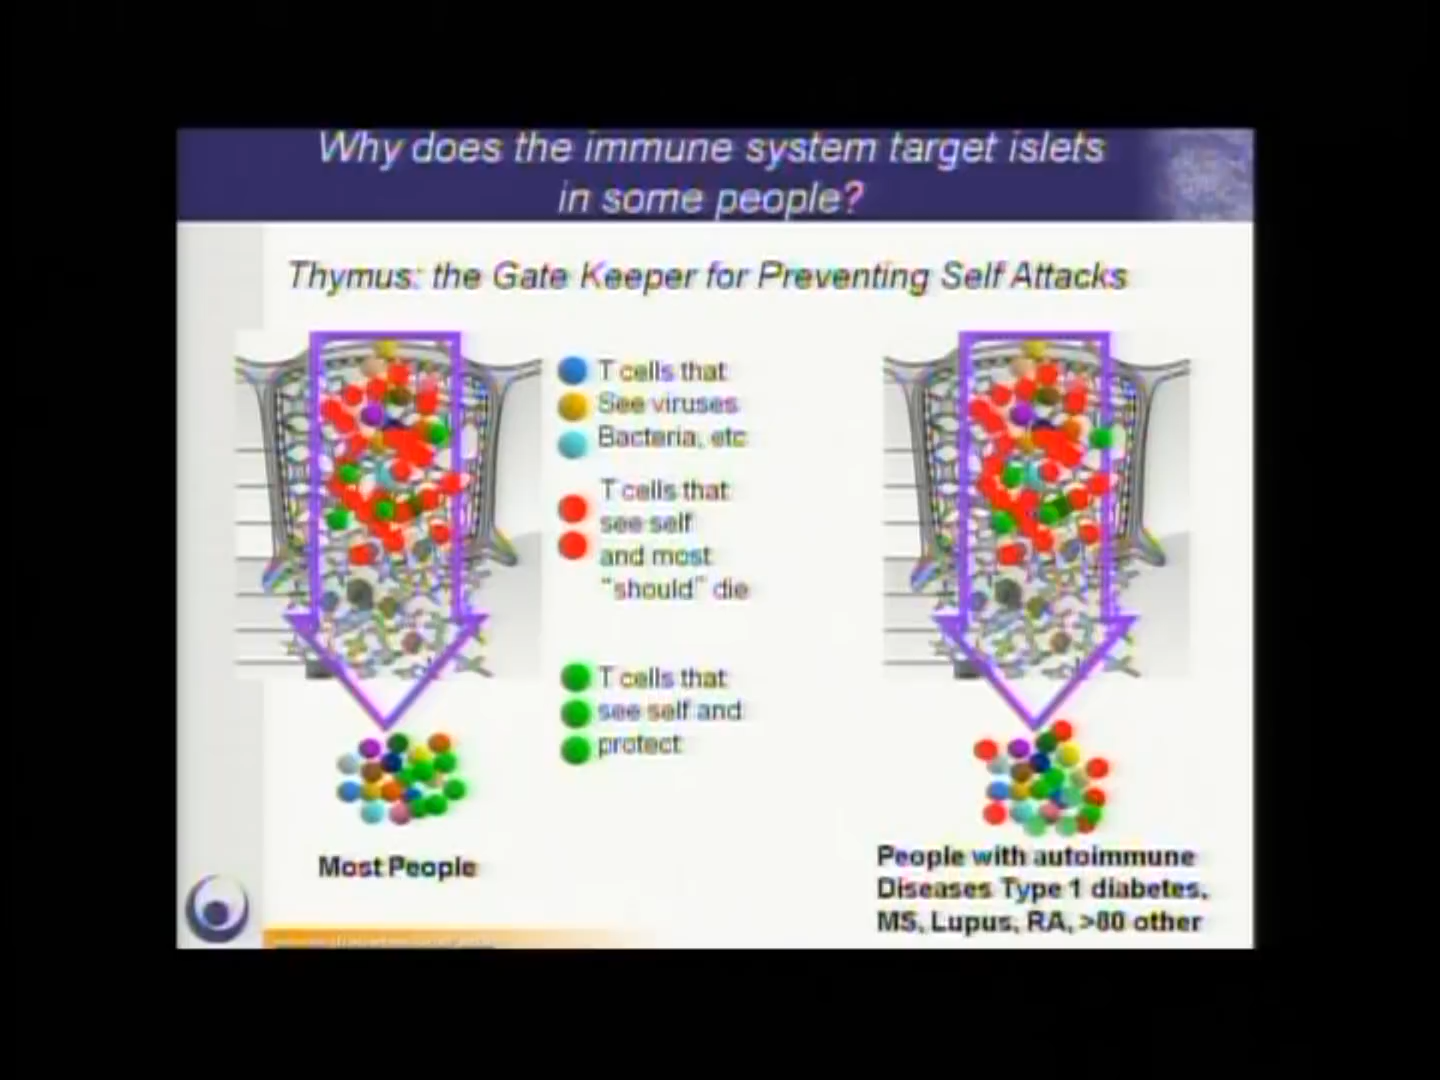 Why does the immune system target islets
in some people?
Thymus: the Gate Keeper for Preventing Self Attacks
T cells that
See viruses
Bacteria, etc
T cells that
see self
and most
"should" die
T cells that
see self and
protect
Most People
People with autoimmune
Diseases Type 1 diabetes,
MS, Lupus, RA, >80 other